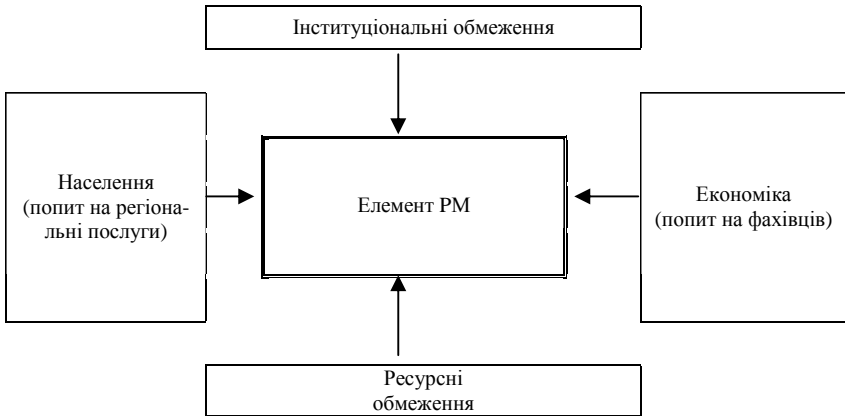 Інституціональні обмеження
Населення
(попит на регіона-
льні послуги)
Елемент РМ
Економіка
(попит на фахівців)
Ресурсні
обмеження